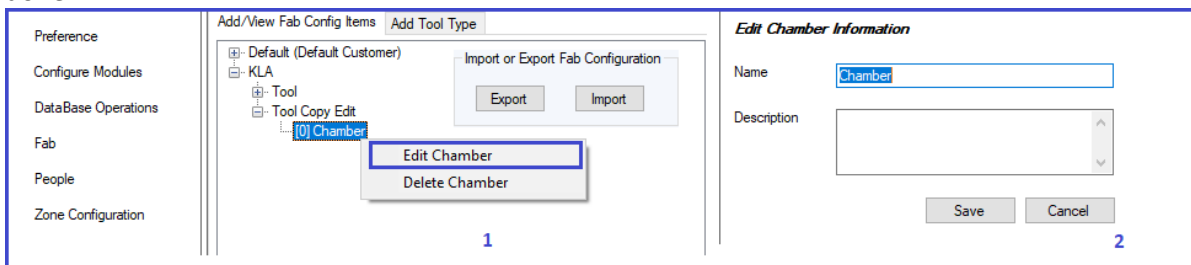 Preference
Configure Modules
DataBase Operations
Fab
People
Zone Configuration
Add/View Fab Config Items
Add Tool Type
Default (Default Customer)
KLA
Tool
Tool Copy Edit
[0] Chamber
Import or Export Fab Configuration
Export
Import
Edit Chamber
Delete Chamber
1
Edit Chamber Information
Name
Chamber
Description
Save
Cancel
2